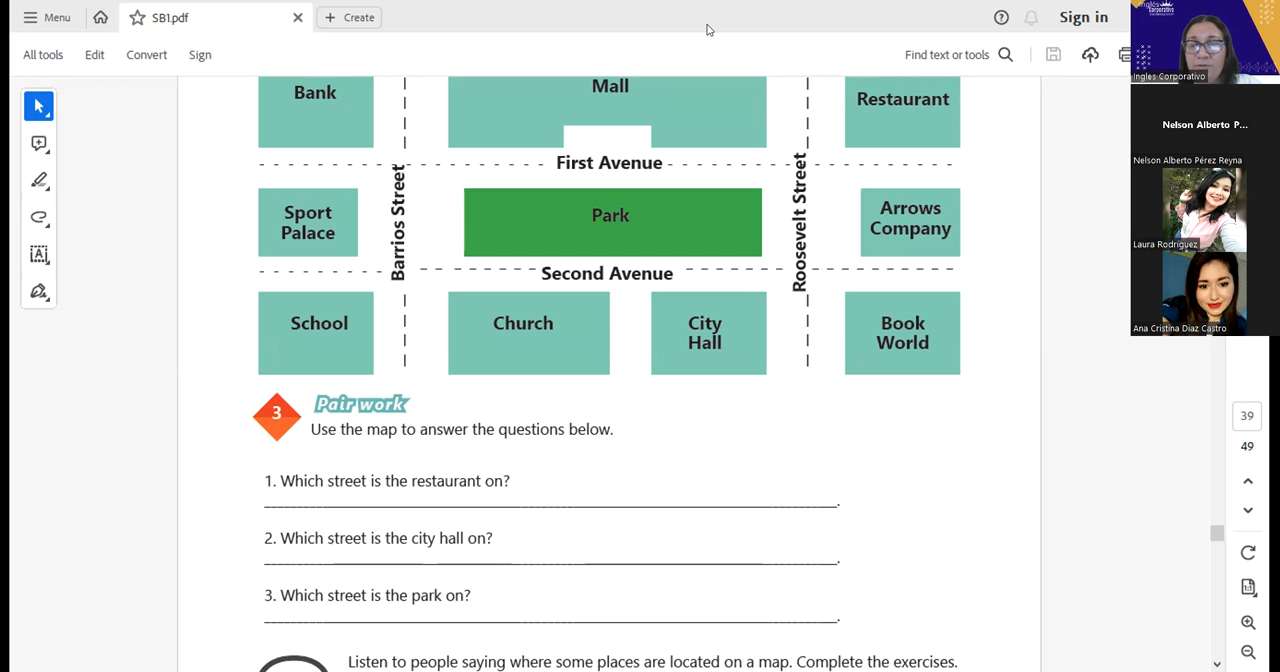 Menu
SB1.pdf
Create
Sign in
All tools
Edit
Convert
Sign
Find text or tools
Bank
Mall
Restaurant
First Avenue
Barrios Street
Roosevelt Street
Sport
Palace
Park
Arrows
Company
Second Avenue
School
Church
City
Hall
Book
World
3
Pair work
Use the map to answer the questions below.
1. Which street is the restaurant on?
2. Which street is the city hall on?
3. Which street is the park on?
Listen to people saying where some places are located on a map. Complete the exercises.
Inglés
Corporativo
Ingles Corporativo
Nelson Alberto P...
Nelson Alberto Pérez Reyna
Laura Rodríguez
Ana Cristina Diaz Castro
39
49